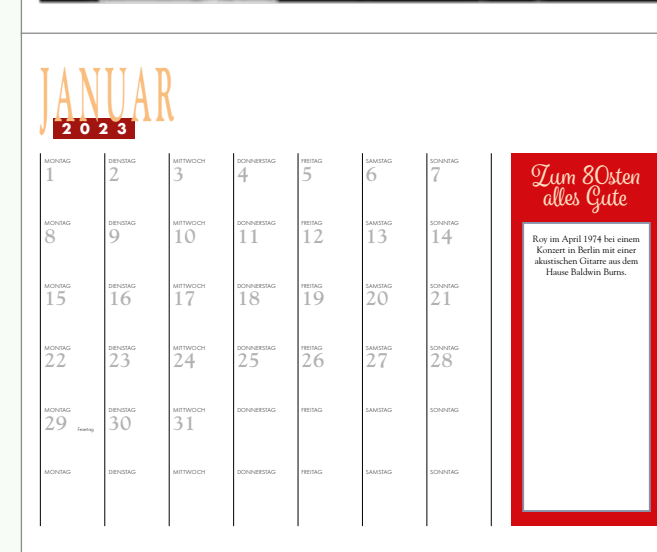 JANUAR
2023
MONTAG DIENSTAG MITTWOCH DONNERSTAG FREITAG SAMSTAG SONNTAG
1 2 3 4 5 6 7
MONTAG DIENSTAG MITTWOCH DONNERSTAG FREITAG SAMSTAG SONNTAG
8 9 10 11 12 13 14
MONTAG DIENSTAG MITTWOCH DONNERSTAG FREITAG SAMSTAG SONNTAG
15 16 17 18 19 20 21
MONTAG DIENSTAG MITTWOCH DONNERSTAG FREITAG SAMSTAG SONNTAG
22 23 24 25 26 27 28
MONTAG DIENSTAG MITTWOCH DONNERSTAG FREITAG SAMSTAG SONNTAG
29 Feiertag 30 31
MONTAG DIENSTAG MITTWOCH DONNERSTAG FREITAG SAMSTAG SONNTAG
Zum 80sten
alles Gute
Roy im April 1974 bei einem
Konzert in Berlin mit einer
akustischen Gitarre aus dem
Hause Baldwin Burns.